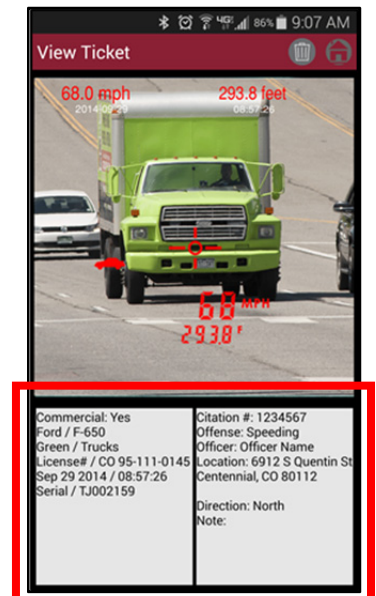 4G 86% 9:07 AM
View Ticket
68.0 mph 293.8 feet
2014-09-29 08:57:26
68 MPH
293.8 F
Commercial: Yes
Ford / F-650
Green / Trucks
License# / CO 95-111-0145
Sep 29 2014 / 08:57:26
Serial / TJ002159
Citation #: 1234567
Offense: Speeding
Officer: Officer Name
Location: 6912 S Quentin St
Centennial, CO 80112
Direction: North
Note: